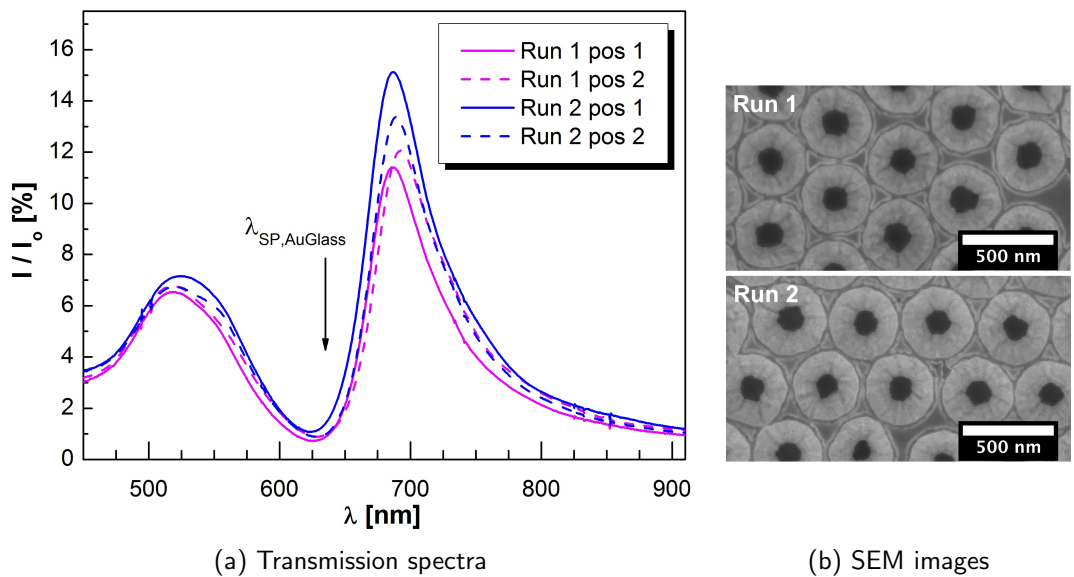 16
14
12
10
8
6
4
2
0
I / I₀ [%]
500
600
700
800
900
λ [nm]
λSP,AuGlass
Run 1 pos 1
Run 1 pos 2
Run 2 pos 1
Run 2 pos 2
(a) Transmission spectra
Run 1
500 nm
Run 2
500 nm
(b) SEM images